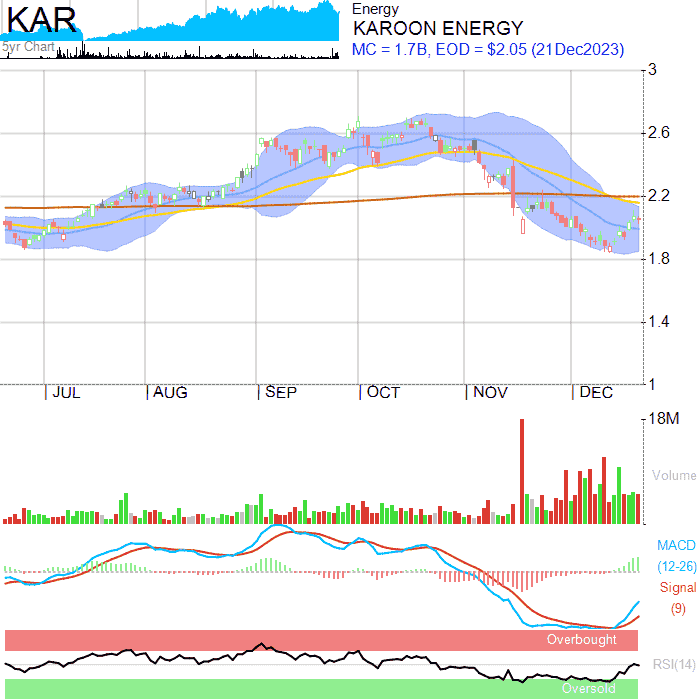 KAR
5yr Chart
Energy
KAROON ENERGY
MC = 1.7B, EOD = $2.05 (21Dec2023)
3
2.6
2.2
1.8
1.4
1
JUL AUG SEP OCT NOV DEC
18M
Volume
MACD
(12-26)
Signal
(9)
Overbought
RSI(14)
Oversold